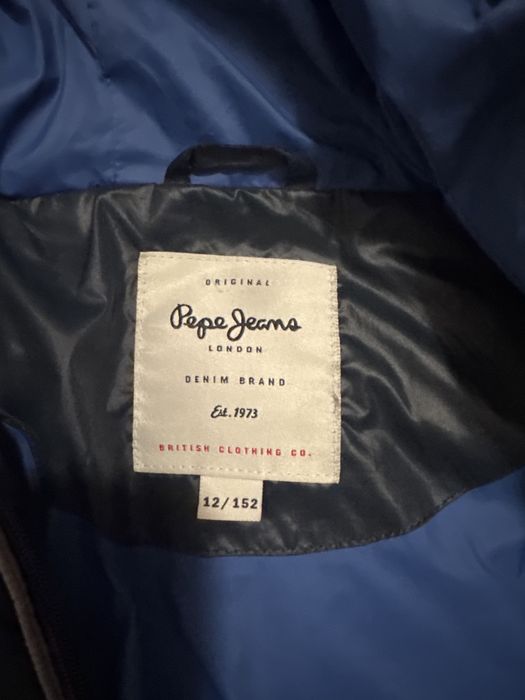 ORIGINAL
Pepe Jeans
LONDON
DENIM BRAND
Est. 1973
BRITISH CLOTHING CO.
12/152